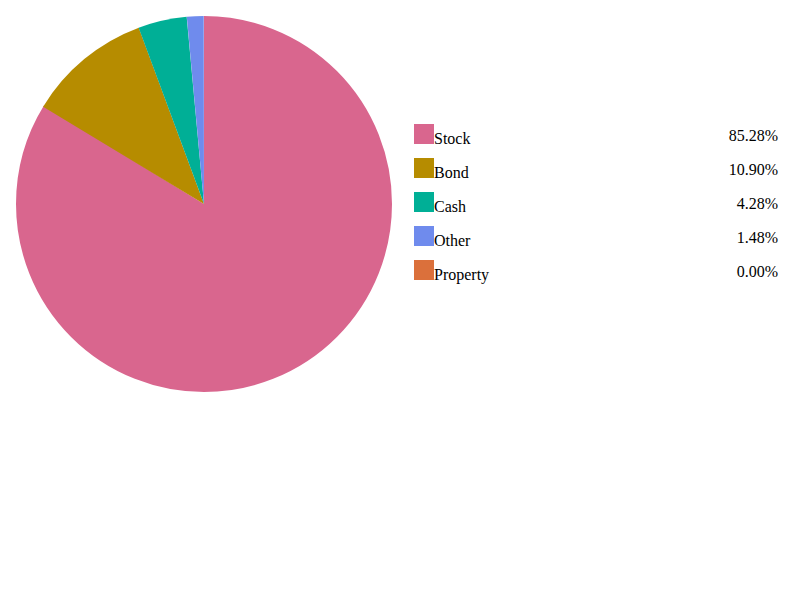 Stock 85.28%
Bond 10.90%
Cash 4.28%
Other 1.48%
Property 0.00%